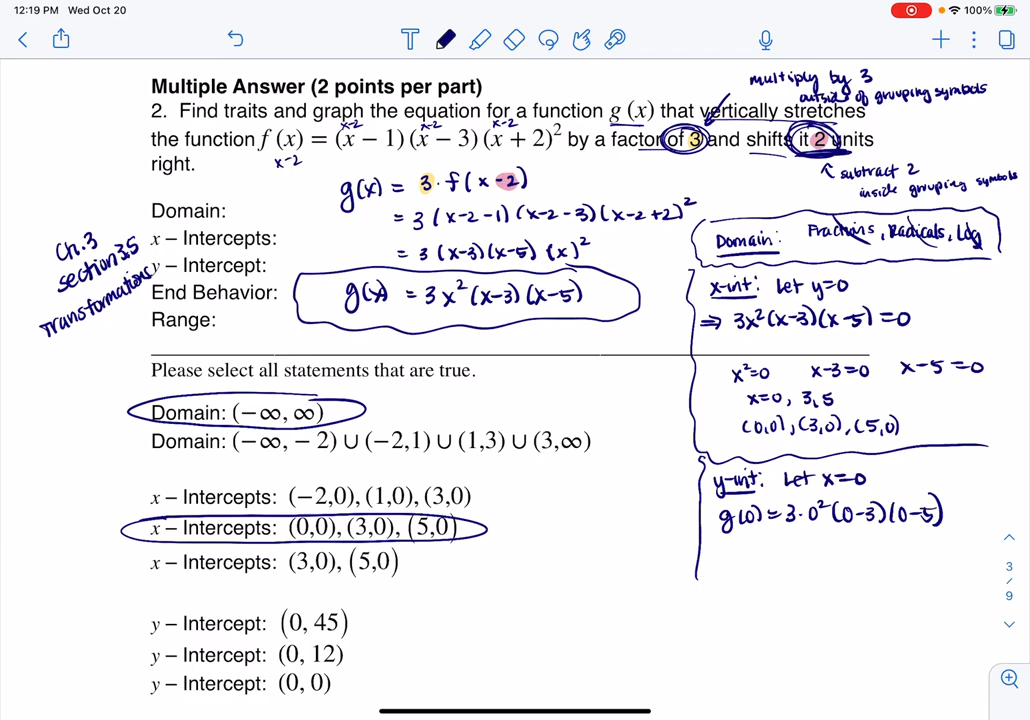 12:19 PM Wed Oct 20
100%
T
Multiple Answer (2 points per part)
multiply by 3
outside of grouping symbols
2. Find traits and graph the equation for a function g (x) that vertically stretches
x-2 x-2 x-2
the function f (x) = (x − 1) (x − 3) (x + 2)² by a factor of 3 and shifts it 2 units
x-2
right.
↑ subtract 2
inside grouping symbols
g(x) = 3 · f(x-2)
= 3 (x-2-1) (x-2-3) (x-2+2)²
= 3 (x-3)(x-5) (x)²
g(x) = 3x² (x-3) (x-5)
Ch.3
section 3.5
Transformations
Domain:
x – Intercepts:
y – Intercept:
End Behavior:
Range:
Domain: Fractions, Radicals, Log
x-int: Let y=0
⇒ 3x²(x-3)(x-5)=0
x²=0 x-3=0 x-5=0
x=0, 3,5
(0,0), (3,0), (5,0)
y-int: Let x=0
g(0) = 3·0² (0-3)(0-5)
Please select all statements that are true.
Domain: (−∞, ∞)
Domain: (−∞, − 2) ∪ (−2,1) ∪ (1,3) ∪ (3,∞)
x – Intercepts: (−2,0), (1,0), (3,0)
x – Intercepts: (0,0), (3,0), (5,0)
x – Intercepts: (3,0), (5,0)
y – Intercept: (0, 45)
y – Intercept: (0, 12)
y – Intercept: (0, 0)
3
/
9